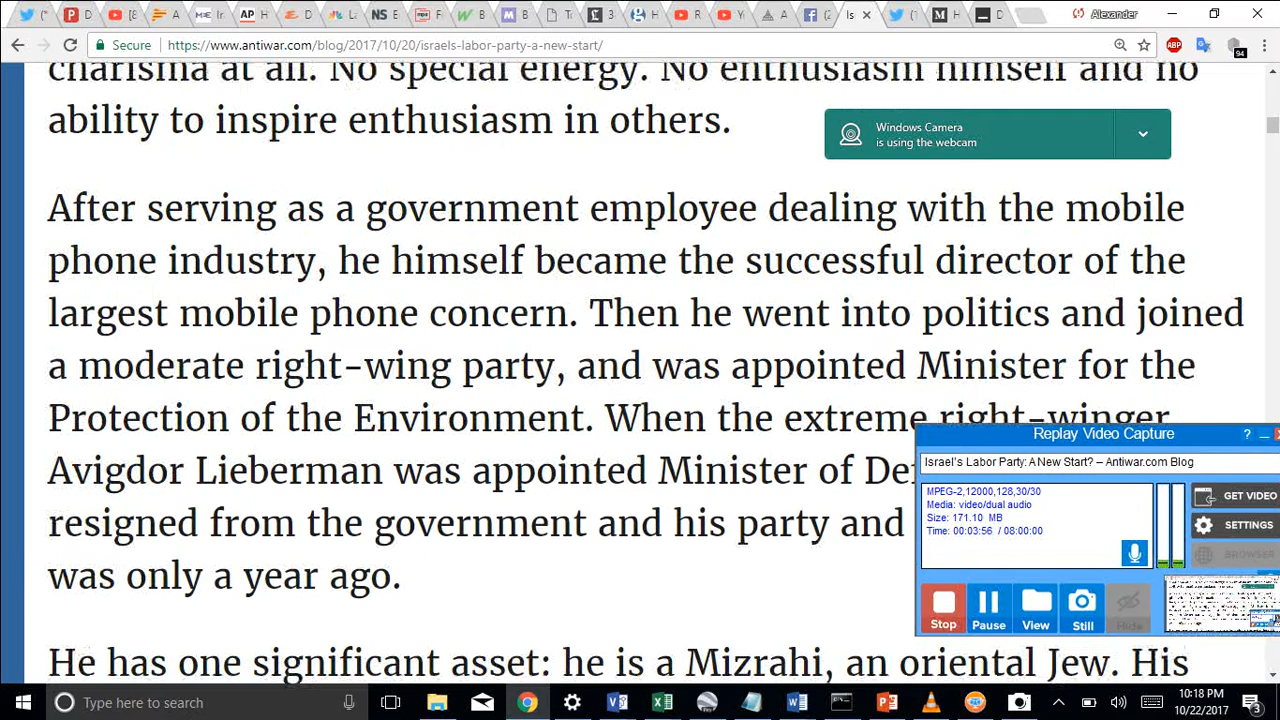 Alexander
Secure
https://www.antiwar.com/blog/2017/10/20/israels-labor-party-a-new-start/
ABP
94
charisma at all. No special energy. No enthusiasm himself and no
ability to inspire enthusiasm in others.
Windows Camera
is using the webcam
After serving as a government employee dealing with the mobile
phone industry, he himself became the successful director of the
largest mobile phone concern. Then he went into politics and joined
a moderate right-wing party, and was appointed Minister for the
Protection of the Environment. When the extreme right-winger
Avigdor Lieberman was appointed Minister of De
resigned from the government and his party and
was only a year ago.
He has one significant asset: he is a Mizrahi, an oriental Jew. His
Replay Video Capture
Israel's Labor Party: A New Start? – Antiwar.com Blog
MPEG-2,12000,128,30/30
Media: video/dual audio
Size: 171.10 MB
Time: 00:03:56 / 08:00:00
GET VIDEO
SETTINGS
BROWSER
Stop
Pause
View
Still
Hide
Type here to search
10:18 PM
10/22/2017
3